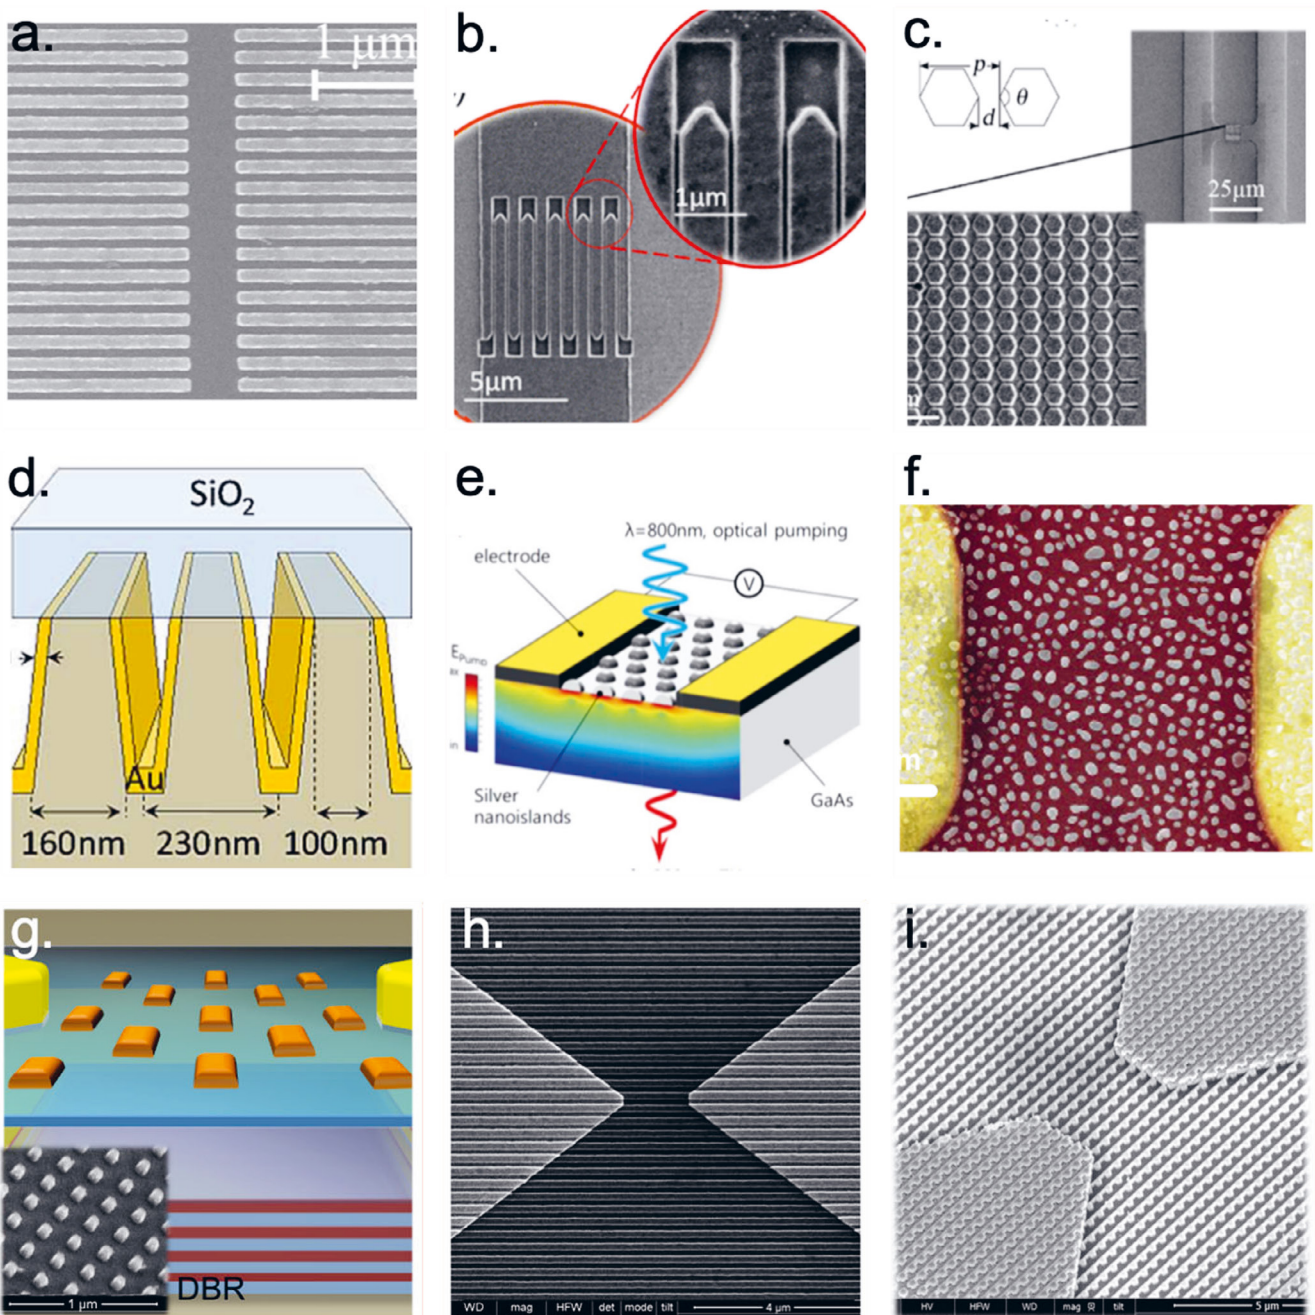 a.
1 μm
b.
1μm
5μm
c.
p
d
θ
25μm
d.
SiO2
Au
160nm
230nm
100nm
e.
λ=800nm, optical pumping
electrode
V
EPump
Silver
nanoislands
GaAs
f.
g.
DBR
1 μm
h.
WD mag HFW det mode tilt 4 μm
i.
HV HFW WD mag tilt 5 μm